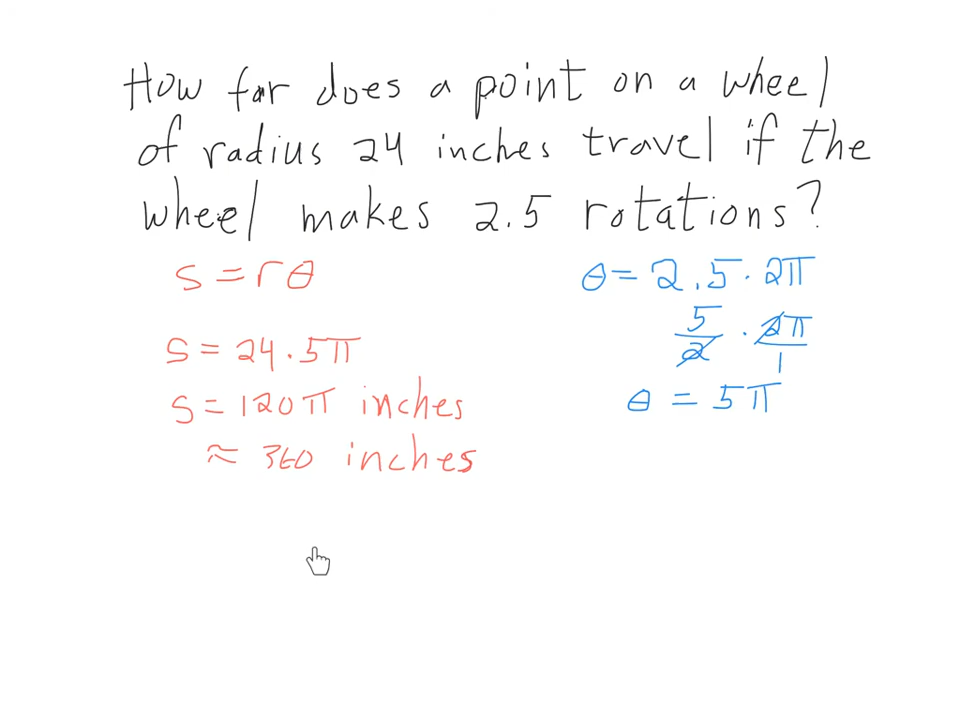 How far does a point on a wheel
of radius 24 inches travel if the
wheel makes 2.5 rotations?
s = rθ
s = 24 · 5π
s = 120π inches
≈ 360 inches
θ = 2.5 · 2π
5/2 · 2π/1
θ = 5π